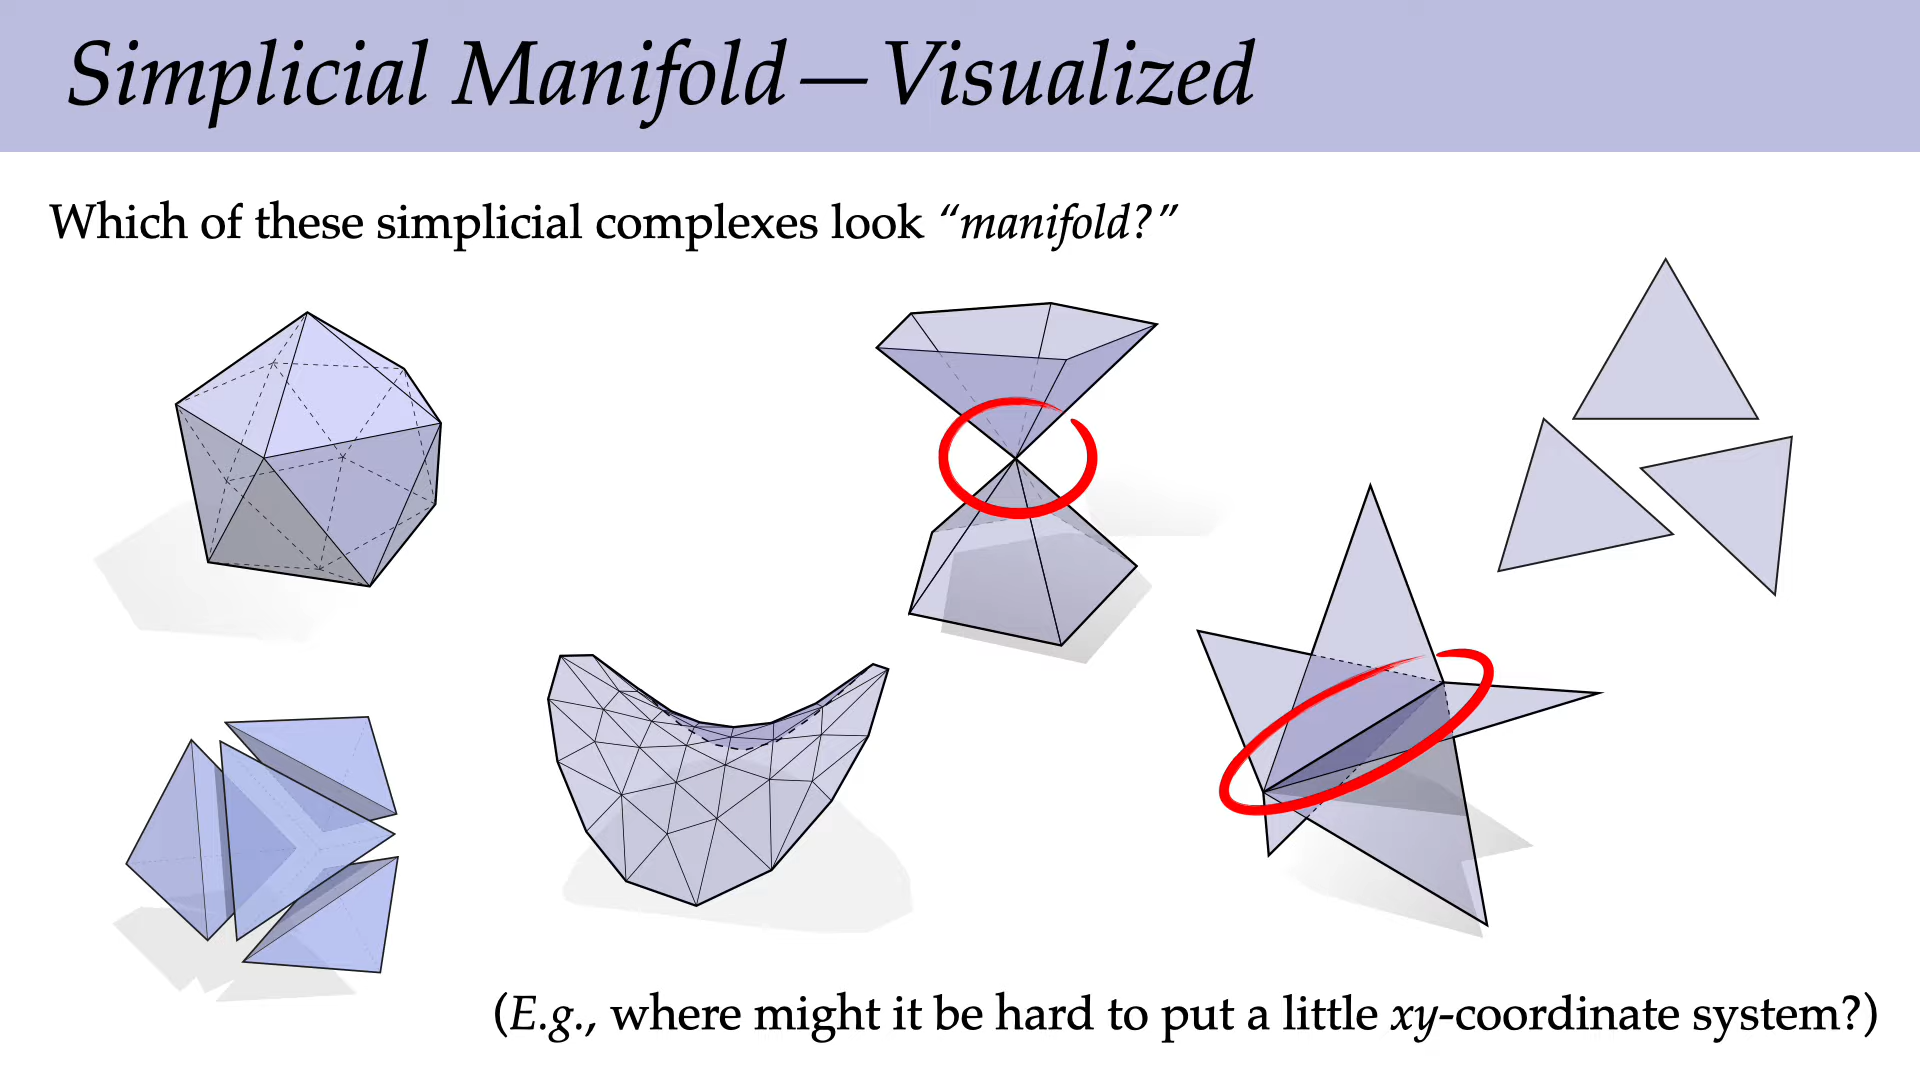 Simplicial Manifold—Visualized
Which of these simplicial complexes look “manifold?”
(E.g., where might it be hard to put a little xy-coordinate system?)